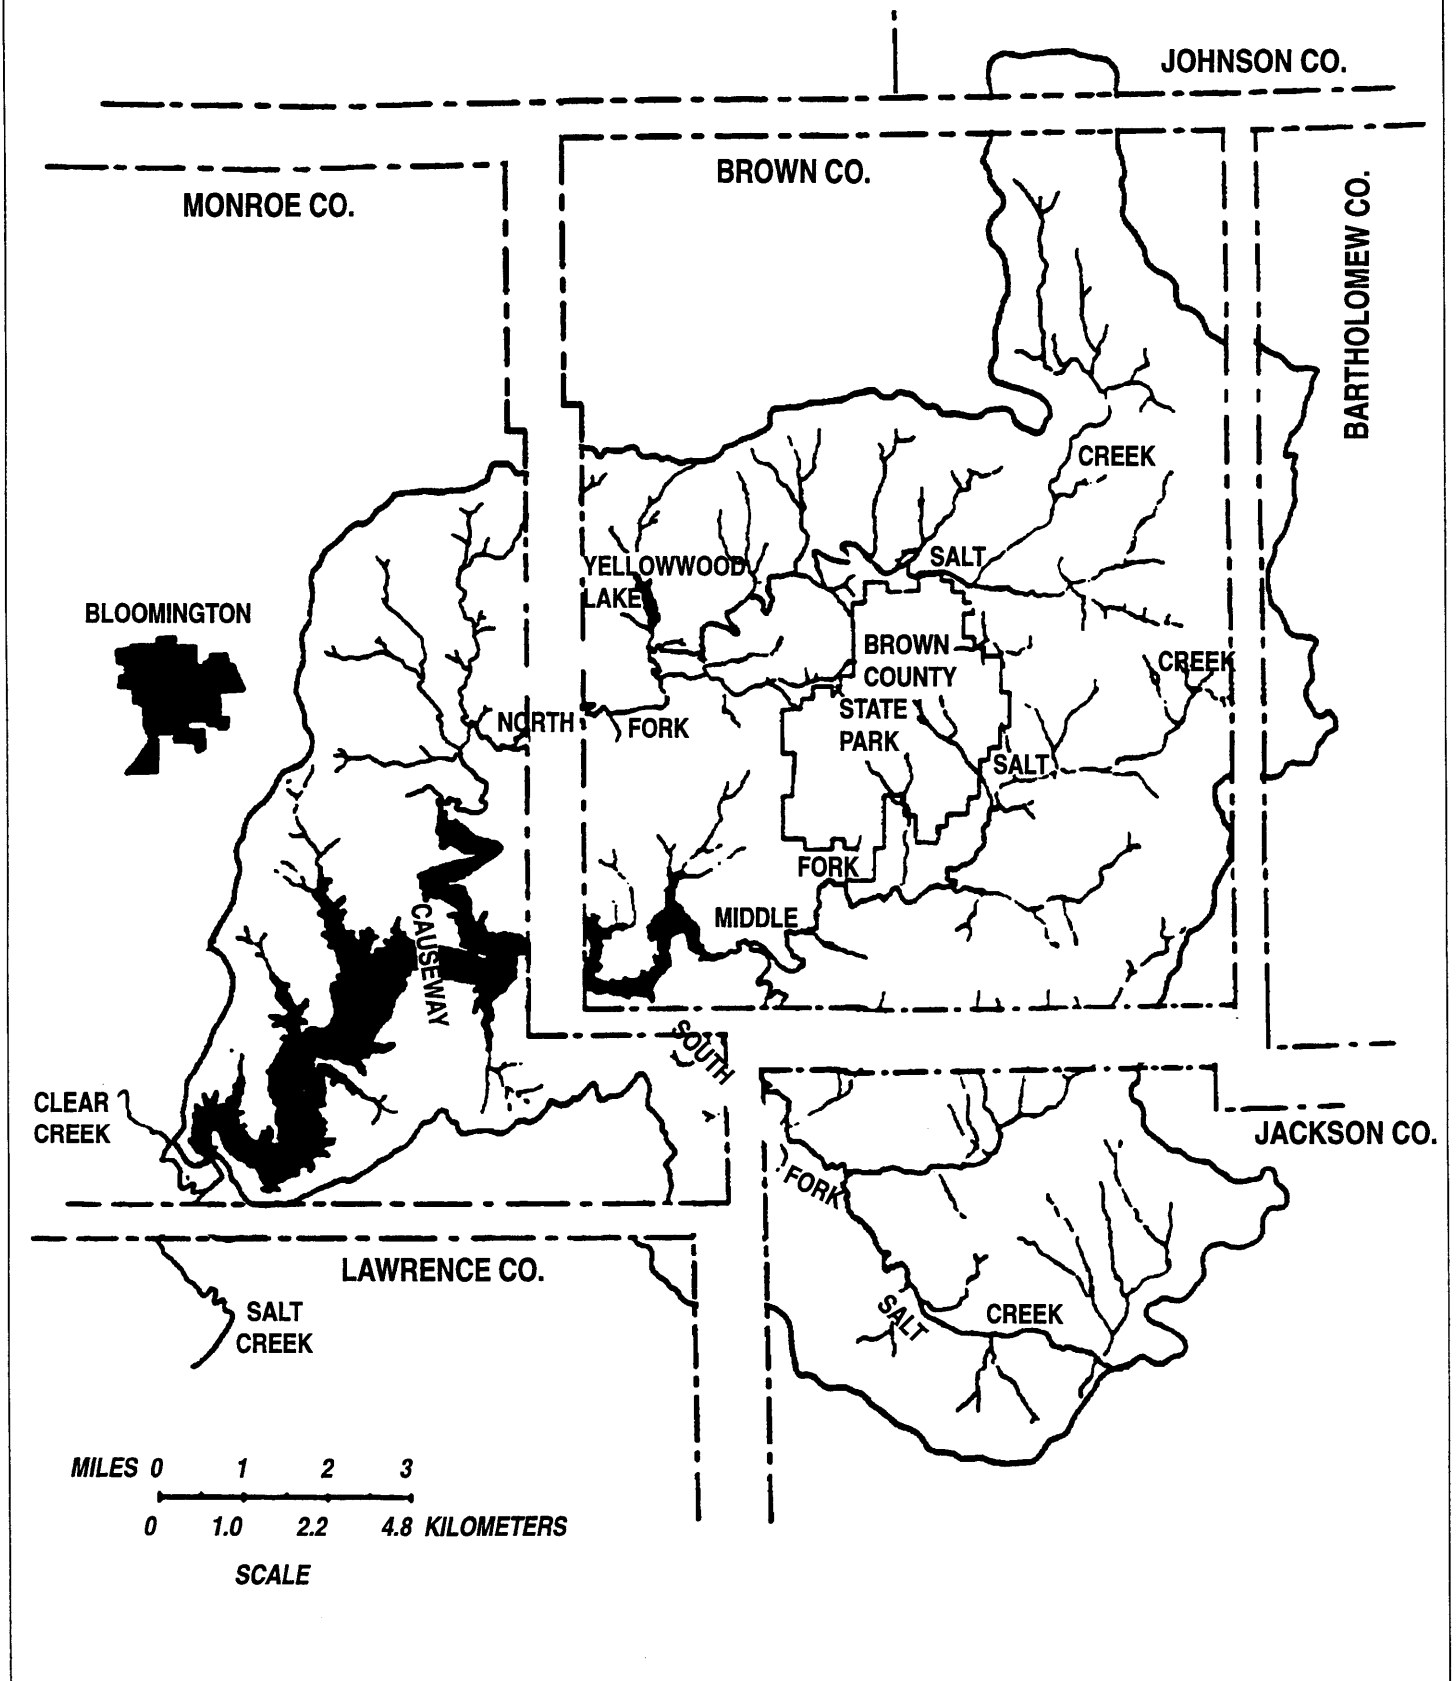 JOHNSON CO.
BROWN CO.
MONROE CO.
BARTHOLOMEW CO.
CREEK
SALT
YELLOWWOOD
LAKE
BLOOMINGTON
BROWN
COUNTY
STATE
PARK
CREEK
NORTH
FORK
SALT
FORK
MIDDLE
CAUSEWAY
SOUTH
CLEAR
CREEK
JACKSON CO.
FORK
LAWRENCE CO.
SALT
CREEK
SALT
CREEK
MILES 0 1 2 3
0 1.0 2.2 4.8 KILOMETERS
SCALE